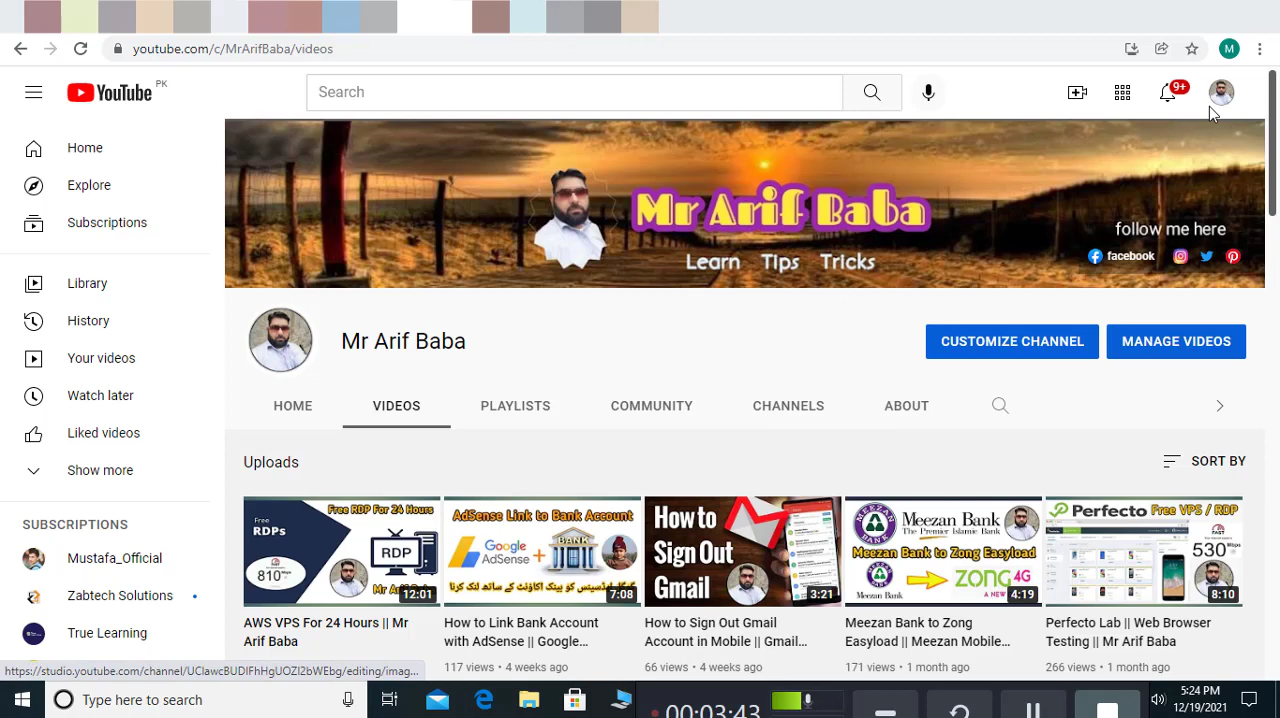 youtube.com/c/MrArifBaba/videos
M
YouTube PK
Search
9+
Home
Explore
Subscriptions
Library
History
Your videos
Watch later
Liked videos
Show more
SUBSCRIPTIONS
Mustafa_Official
Zabtech Solutions
True Learning
Mr Arif Baba
Learn Tips Tricks
follow me here
facebook
Mr Arif Baba
CUSTOMIZE CHANNEL
MANAGE VIDEOS
HOME VIDEOS PLAYLISTS COMMUNITY CHANNELS ABOUT
Uploads
SORT BY
Free RDP For 24 Hours
Free
RDPs
RDP
810
12:01
AWS VPS For 24 Hours || Mr
Arif Baba
AdSense Link to Bank Account
Google
AdSense
BANK
7:08
How to Link Bank Account
with AdSense || Google...
117 views • 4 weeks ago
How to
Sign Out
Gmail
3:21
How to Sign Out Gmail
Account in Mobile || Gmail...
66 views • 4 weeks ago
MEEZAN BANK
Meezan Bank
The Premier Islamic Bank
Meezan Bank to Zong Easyload
Meezan Bank
ZONG 4G
A NEW
4:19
Meezan Bank to Zong
Easyload || Meezan Mobile...
171 views • 1 month ago
Perfecto Free VPS / RDP
FAST
530 Mbps
8:10
Perfecto Lab || Web Browser
Testing || Mr Arif Baba
266 views • 1 month ago
https://studio.youtube.com/channel/UClawcBUDlFhHgUOZl2bWEbg/editing/imag...
Type here to search
00:03:43
5:24 PM
12/19/2021